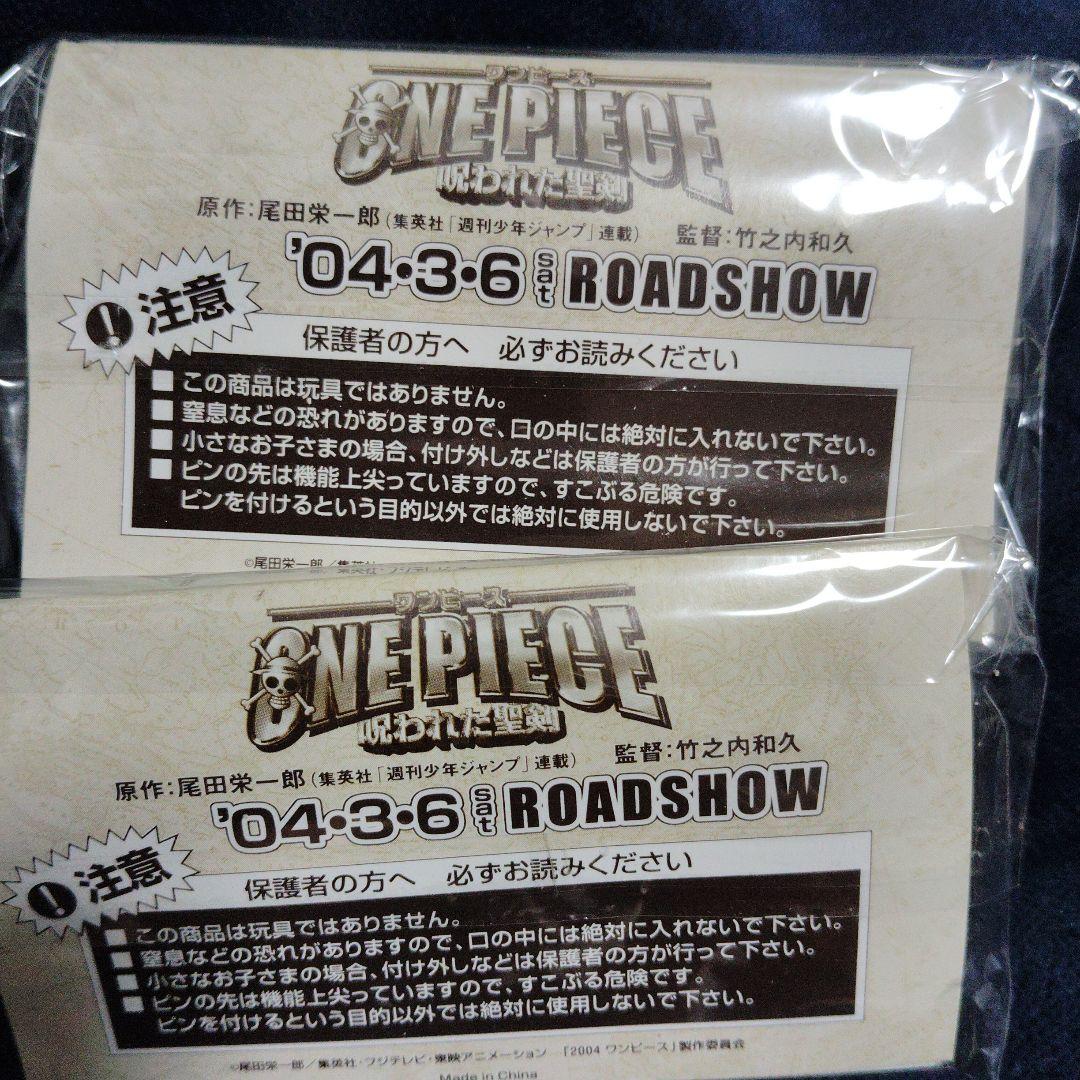 ワンピース
ONE PIECE
呪われた聖剣
原作:尾田栄一郎(集英社「週刊少年ジャンプ」連載) 監督:竹之内和久
'04・3・6 sat ROADSHOW
! 注意
保護者の方へ 必ずお読みください
■ この商品は玩具ではありません。
■ 窒息などの恐れがありますので、口の中には絶対に入れないで下さい。
■ 小さなお子さまの場合、付け外しなどは保護者の方が行って下さい。
■ ピンの先は機能上尖っていますので、すこぶる危険です。
ピンを付けるという目的以外では絶対に使用しないで下さい。
©尾田栄一郎/集英社・フジテレビ・
ワンピース
ONE PIECE
呪われた聖剣
原作:尾田栄一郎(集英社「週刊少年ジャンプ」連載) 監督:竹之内和久
'04・3・6 sat ROADSHOW
! 注意
保護者の方へ 必ずお読みください
■ この商品は玩具ではありません。
■ 窒息などの恐れがありますので、口の中には絶対に入れないで下さい。
■ 小さなお子さまの場合、付け外しなどは保護者の方が行って下さい。
■ ピンの先は機能上尖っていますので、すこぶる危険です。
ピンを付けるという目的以外では絶対に使用しないで下さい。
©尾田栄一郎/集英社・フジテレビ・東映アニメーション 「2004 ワンピース」製作委員会
Made in China